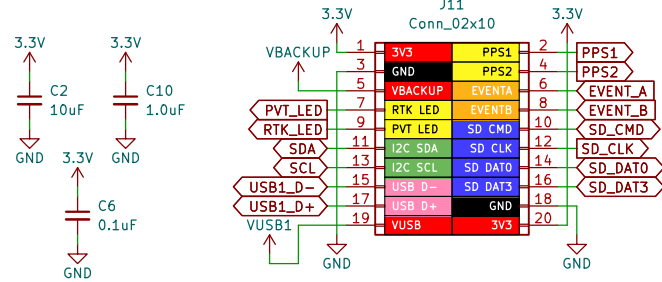 J11
Conn_02x10
3.3V
3.3V
3.3V
3.3V
C2
10uF
GND
C10
1.0uF
GND
3.3V
C6
0.1uF
GND
VBACKUP
PVT_LED
RTK_LED
SDA
SCL
USB1_D-
USB1_D+
VUSB1
1 3V3 PPS1 2 PPS1
3 GND PPS2 4 PPS2
5 VBACKUP EVENTA 6 EVENT_A
7 RTK LED EVENTB 8 EVENT_B
9 PVT LED SD CMD 10 SD_CMD
11 I2C SDA SD CLK 12 SD_CLK
13 I2C SCL SD DAT0 14 SD_DAT0
15 USB D- SD DAT3 16 SD_DAT3
17 USB D+ GND 18
19 VUSB 3V3 20
GND
GND